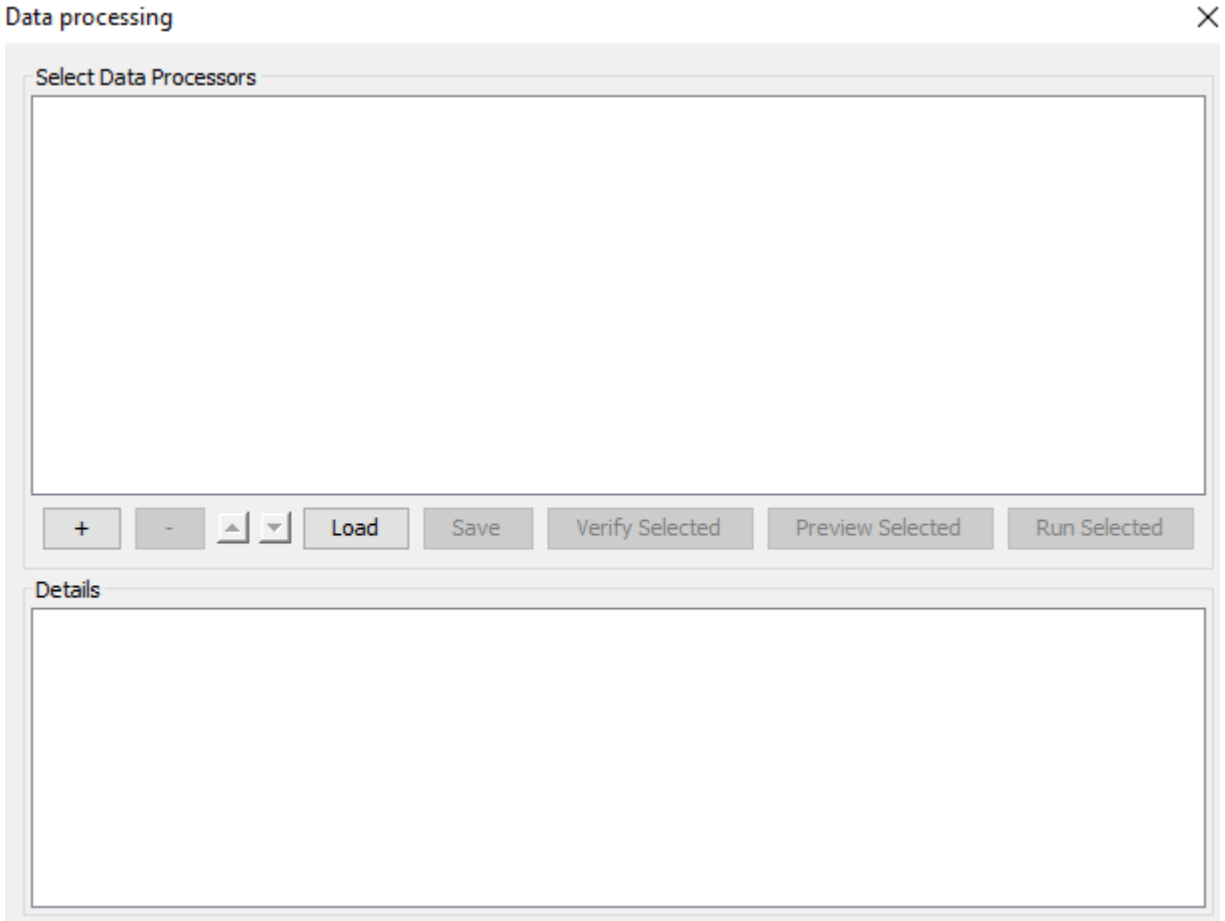 Data processing
Select Data Processors
+ - Load Save Verify Selected Preview Selected Run Selected
Details